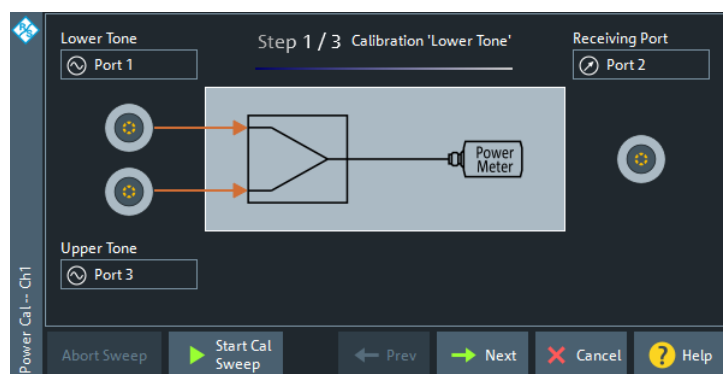 R&S
Lower Tone
Port 1
Step 1 / 3 Calibration 'Lower Tone'
Receiving Port
Port 2
Power
Meter
Upper Tone
Port 3
Power Cal -- Ch1
Abort Sweep
Start Cal
Sweep
Prev
Next
Cancel
? Help